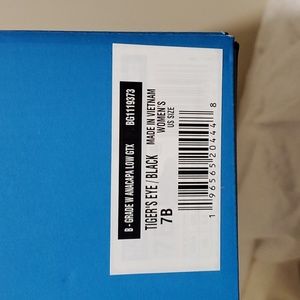 B - GRADE W ANACAPA LOW GTX BG1119373
TIGER'S EYE / BLACK
7B
MADE IN VIETNAM
WOMEN'S
US SIZE
1 96565 20444 8